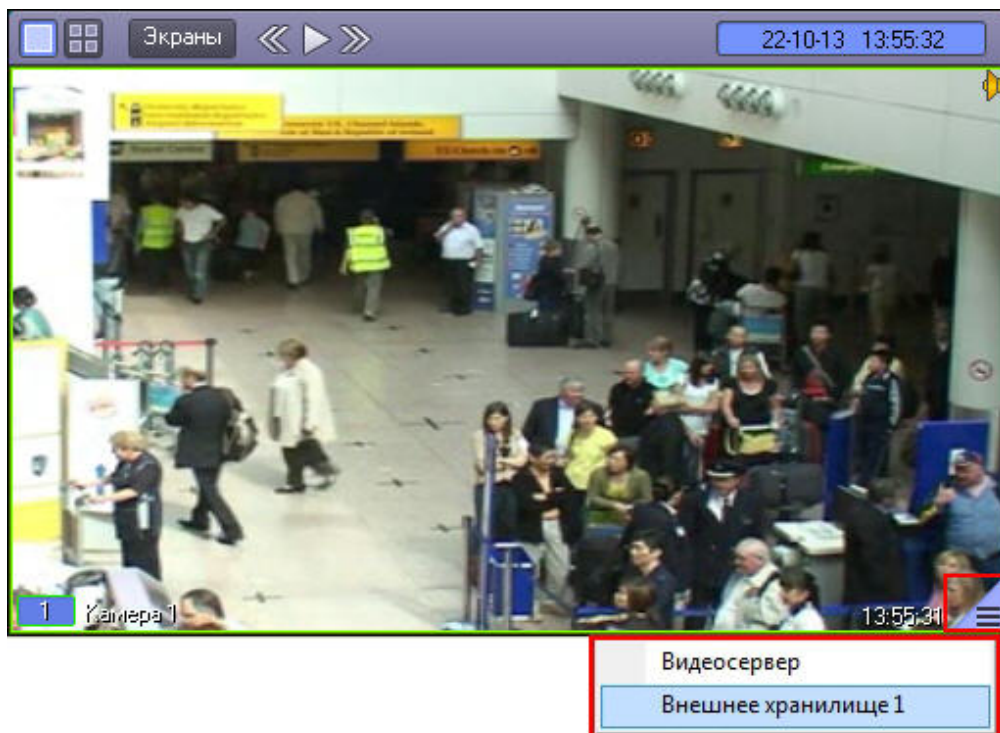 Экраны
22-10-13 13:55:32
1 Камера 1
13:55:31
Видеосервер
Внешнее хранилище 1